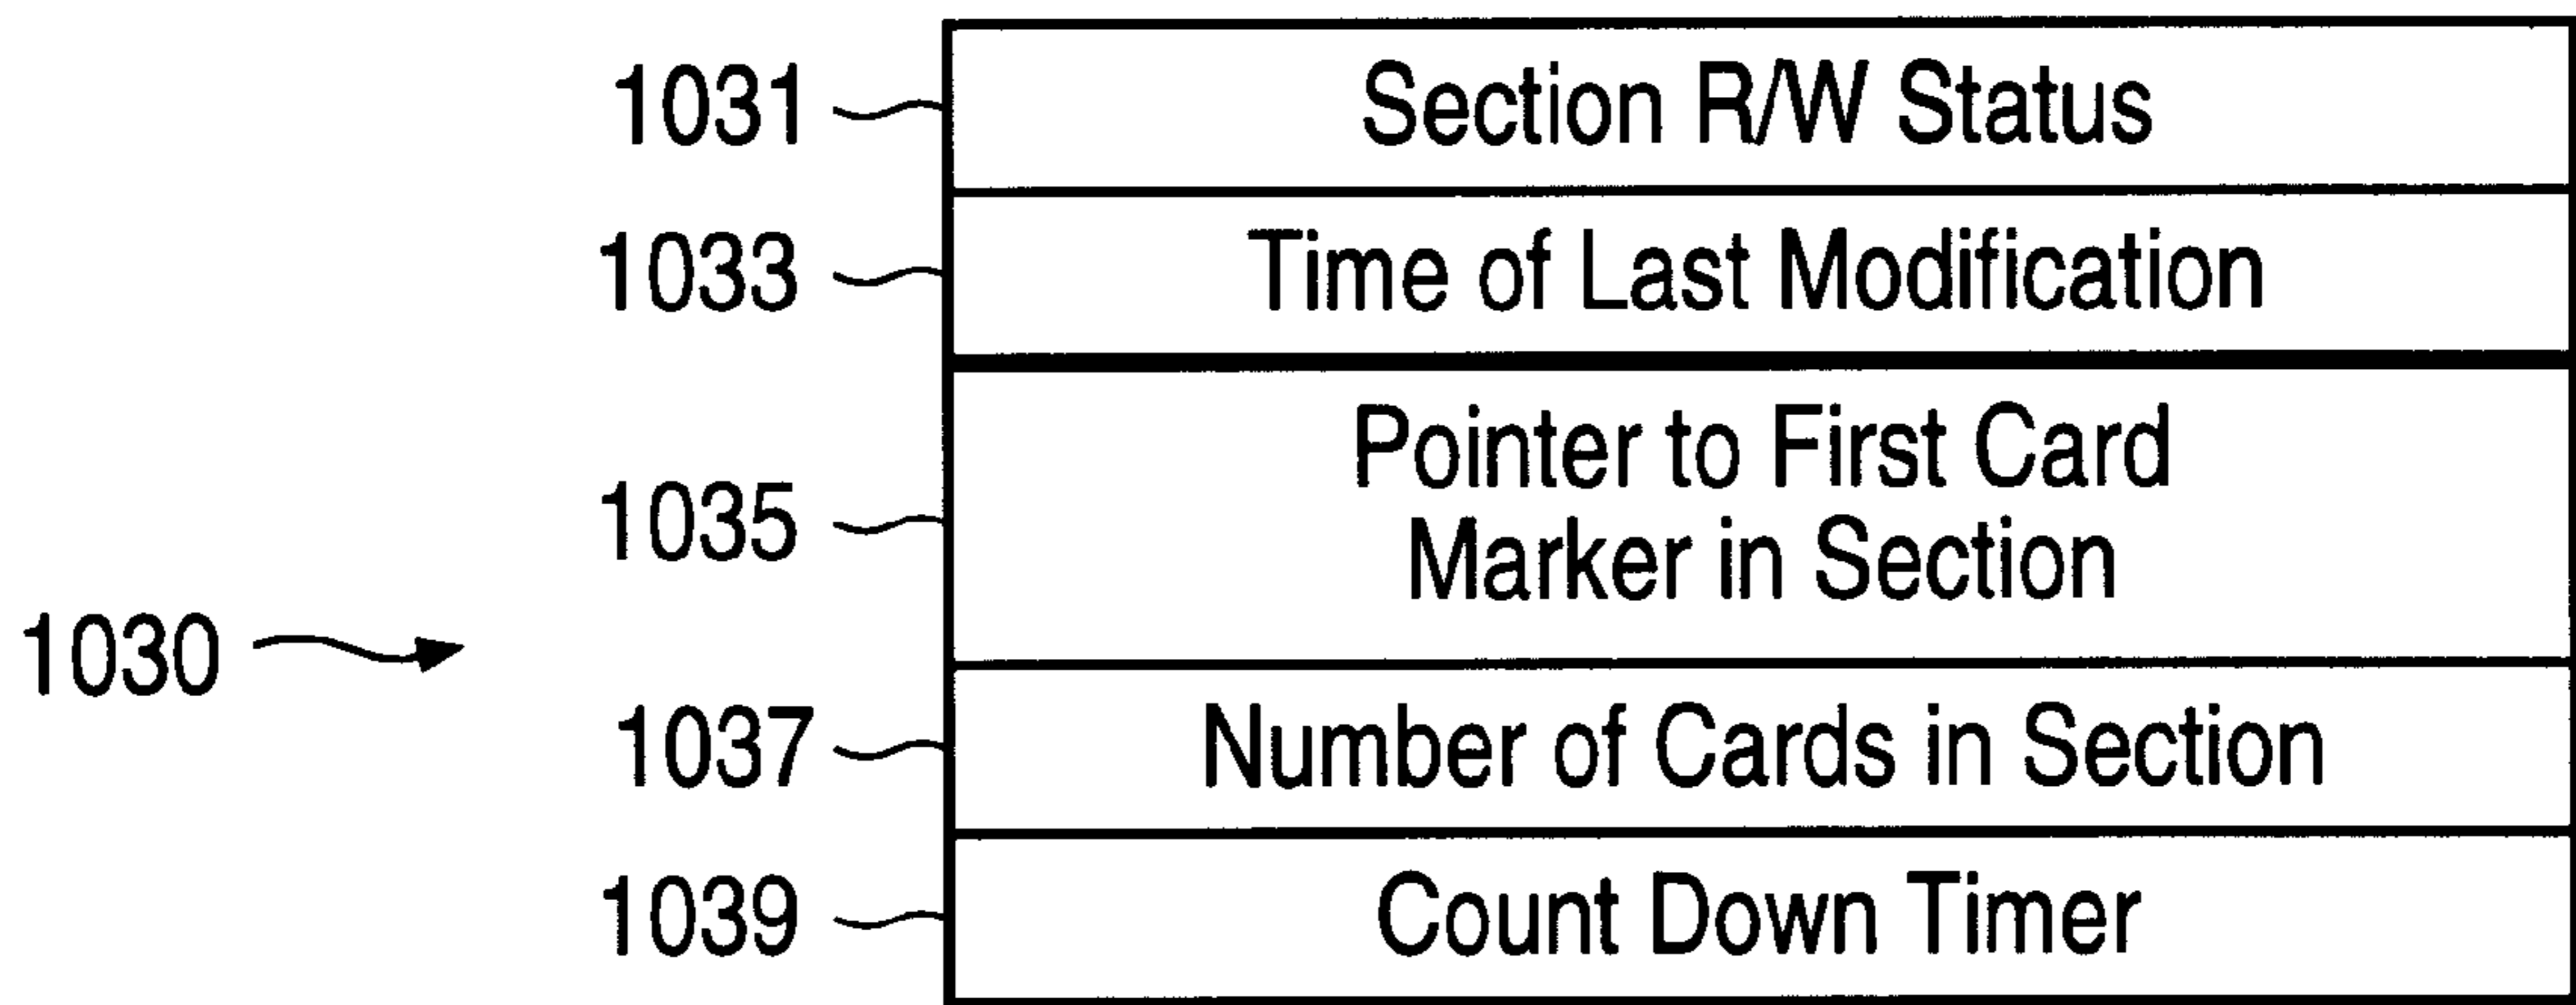 1031 Section R/W Status
1033 Time of Last Modification
1035 Pointer to First Card
Marker in Section
1030
1037 Number of Cards in Section
1039 Count Down Timer